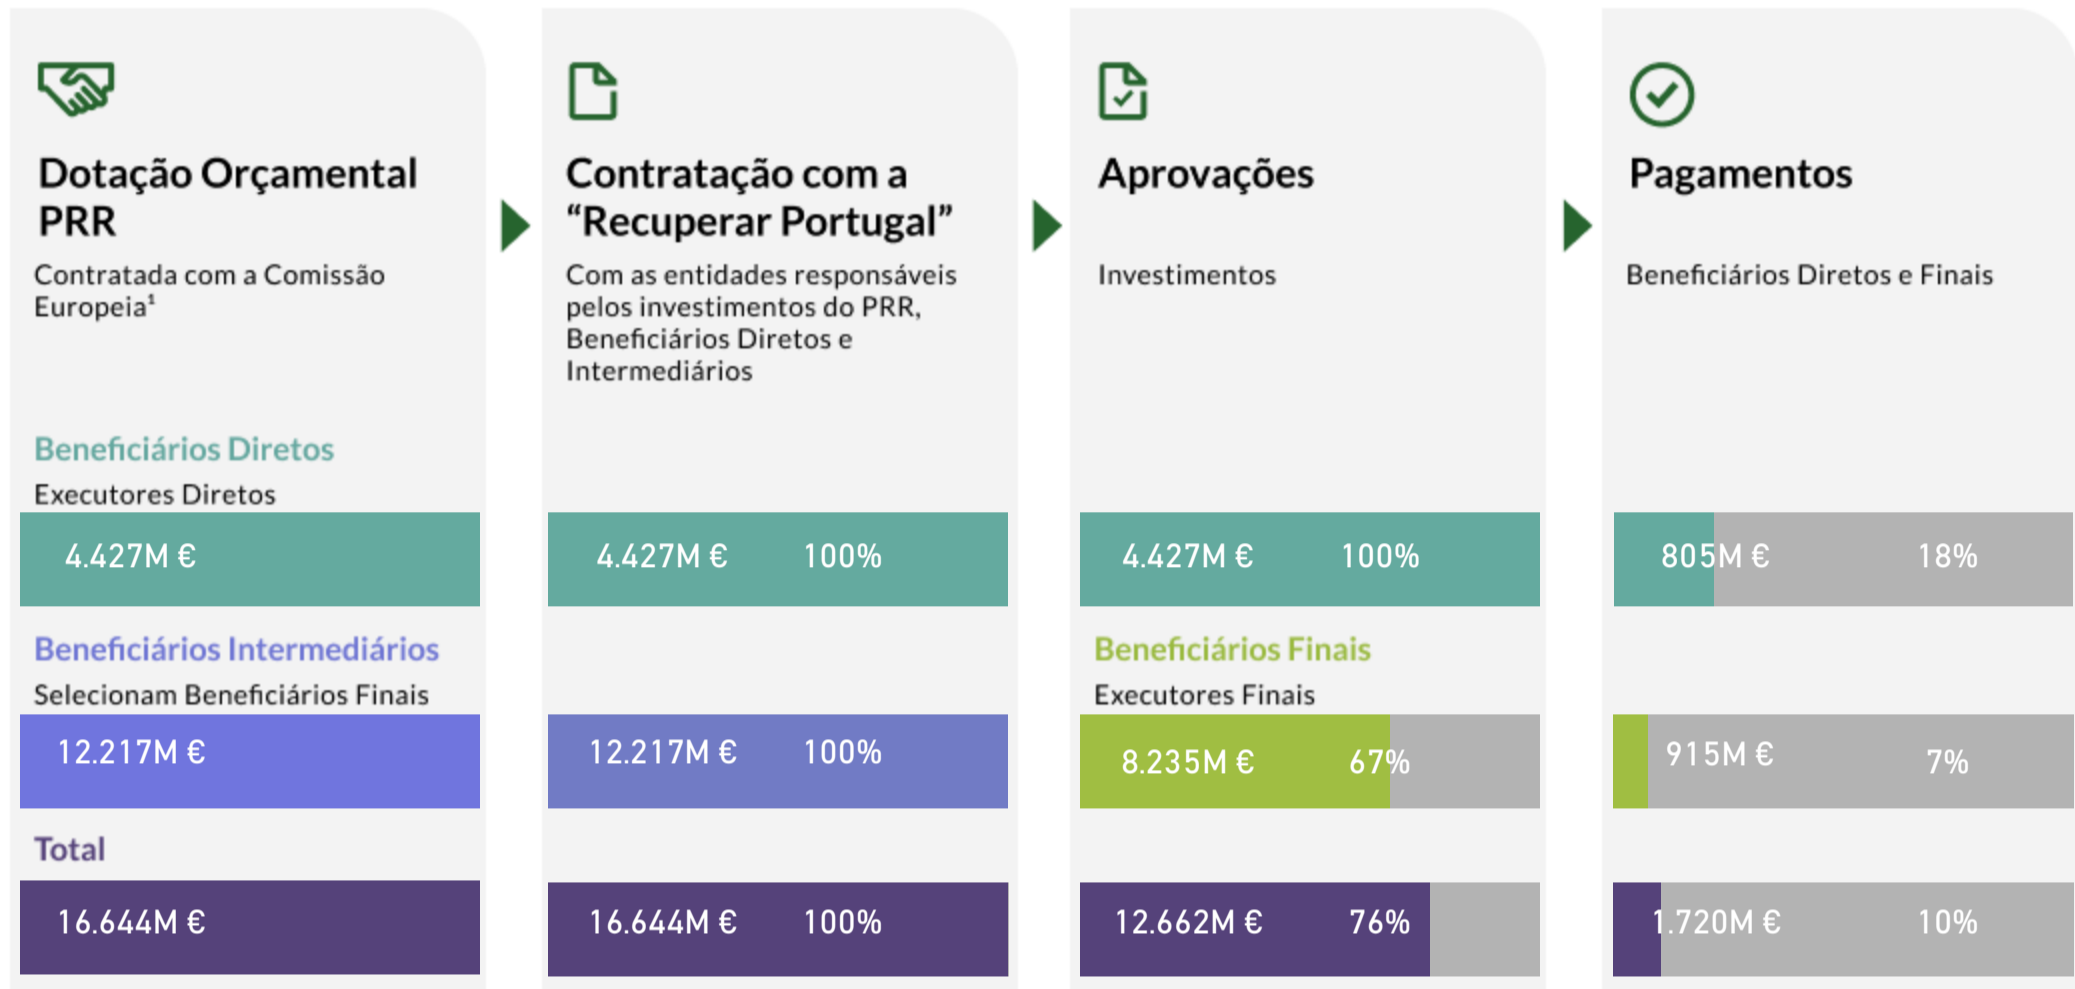 Dotação Orçamental
PRR
Contratada com a Comissão
Europeia¹
Beneficiários Diretos
Executores Diretos
4.427M €
Beneficiários Intermediários
Selecionam Beneficiários Finais
12.217M €
Total
16.644M €
Contratação com a
“Recuperar Portugal”
Com as entidades responsáveis
pelos investimentos do PRR,
Beneficiários Diretos e
Intermediários
4.427M € 100%
12.217M € 100%
16.644M € 100%
Aprovações
Investimentos
4.427M € 100%
Beneficiários Finais
Executores Finais
8.235M € 67%
12.662M € 76%
Pagamentos
Beneficiários Diretos e Finais
805M € 18%
915M € 7%
1.720M € 10%